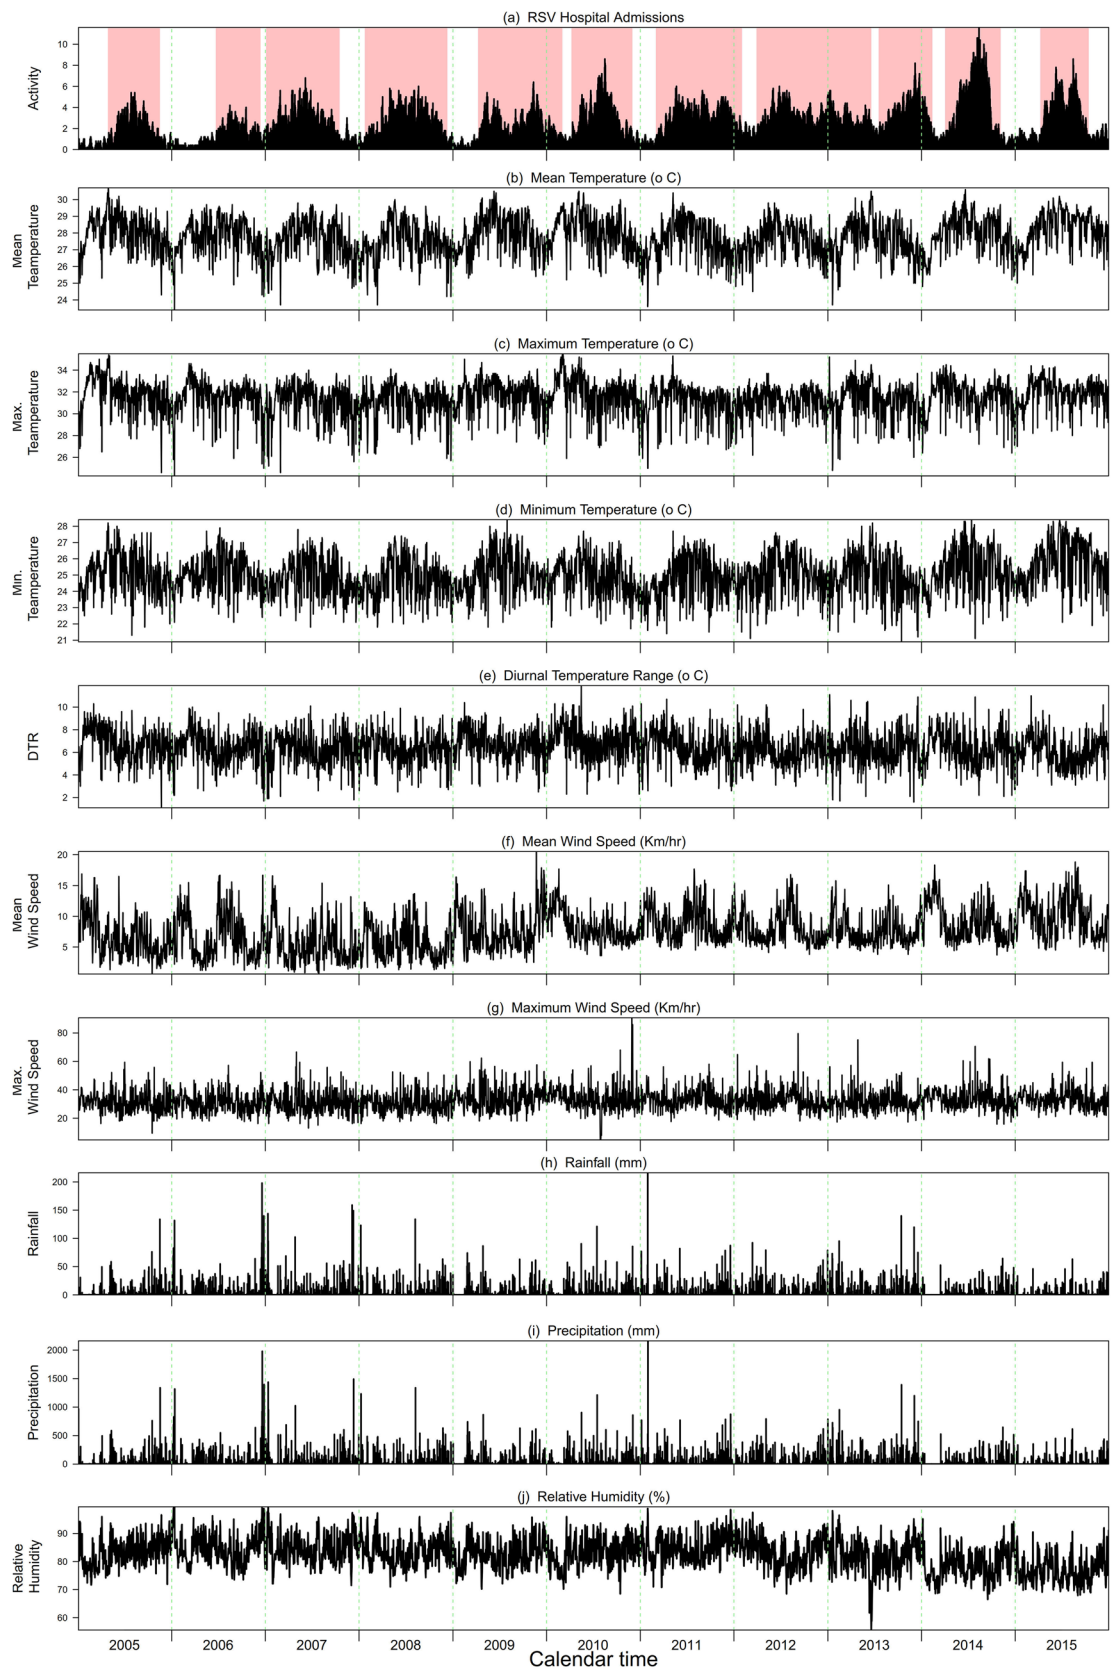 (a) RSV Hospital Admissions
Activity
10
8
6
4
2
0
(b) Mean Temperature (o C)
Mean
Teamperature
30
29
28
27
26
25
24
(c) Maximum Temperature (o C)
Max.
Teamperature
34
32
31
30
28
26
(d) Minimum Temperature (o C)
Min.
Teamperature
28
27
26
25
24
23
22
21
(e) Diurnal Temperature Range (o C)
DTR
10
8
6
4
2
(f) Mean Wind Speed (Km/hr)
Mean
Wind Speed
20
15
10
5
(g) Maximum Wind Speed (Km/hr)
Max.
Wind Speed
80
60
40
20
(h) Rainfall (mm)
Rainfall
200
150
100
50
0
(i) Precipitation (mm)
Precipitation
2000
1500
1000
500
0
(j) Relative Humidity (%)
Relative
Humidity
90
80
70
60
2005 2006 2007 2008 2009 2010 2011 2012 2013 2014 2015
Calendar time